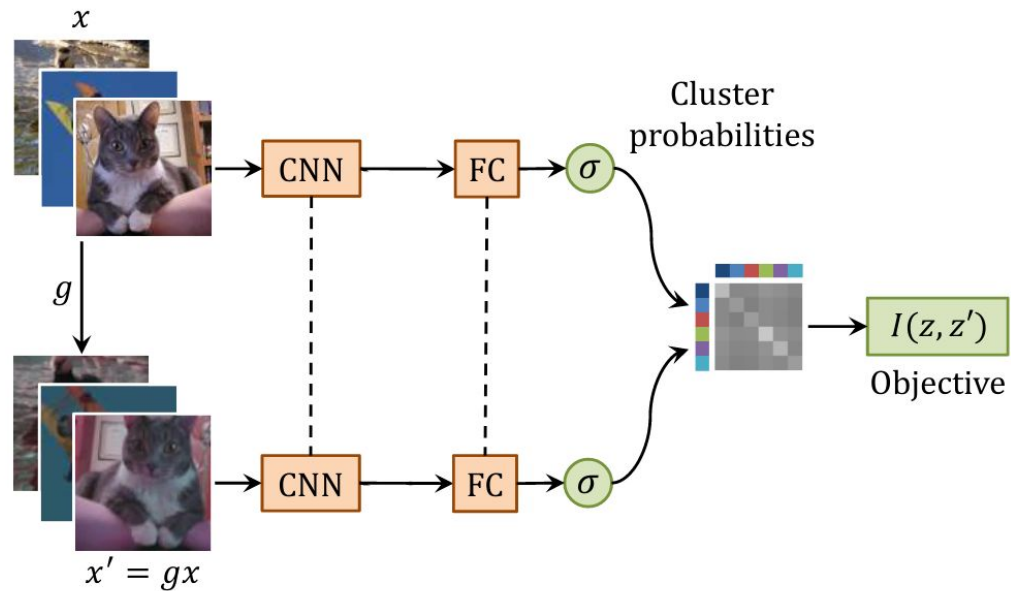 x
CNN
FC
σ
Cluster
probabilities
g
I(z, z′)
Objective
CNN
FC
σ
x′ = gx